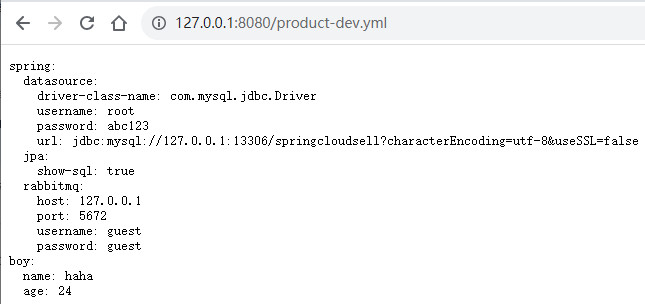 127.0.0.1:8080/product-dev.yml
spring:
  datasource:
    driver-class-name: com.mysql.jdbc.Driver
    username: root
    password: abc123
    url: jdbc:mysql://127.0.0.1:13306/springcloudsell?characterEncoding=utf-8&useSSL=false
  jpa:
    show-sql: true
  rabbitmq:
    host: 127.0.0.1
    port: 5672
    username: guest
    password: guest
boy:
  name: haha
  age: 24